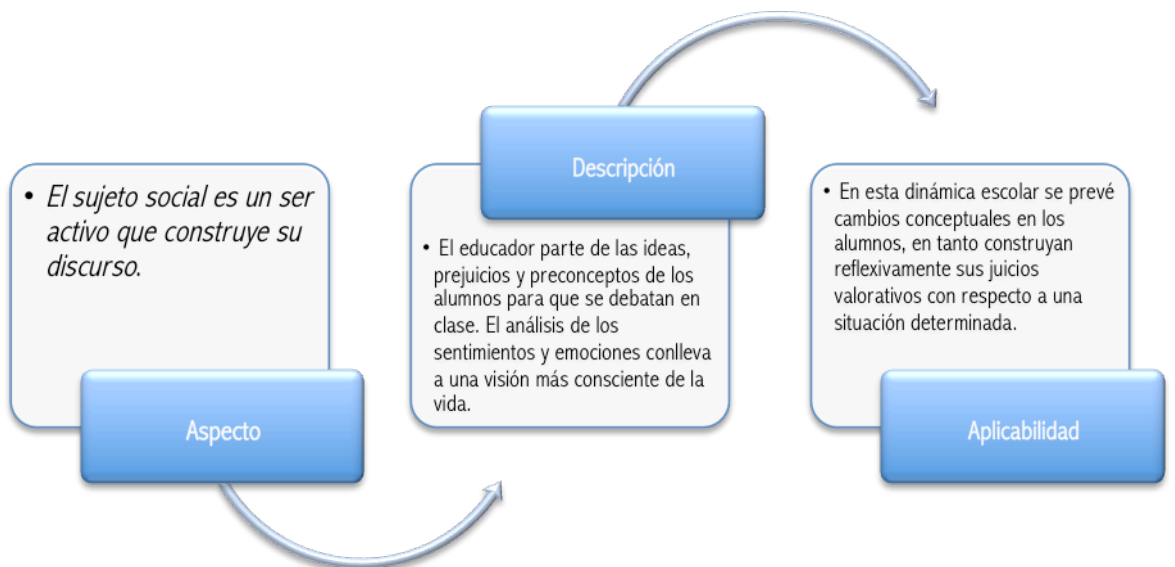 • El sujeto social es un ser
activo que construye su
discurso.
Aspecto
Descripción
• El educador parte de las ideas,
prejuicios y preconceptos de los
alumnos para que se debatan en
clase. El análisis de los
sentimientos y emociones conlleva
a una visión más consciente de la
vida.
• En esta dinámica escolar se prevé
cambios conceptuales en los
alumnos, en tanto construyan
reflexivamente sus juicios
valorativos con respecto a una
situación determinada.
Aplicabilidad